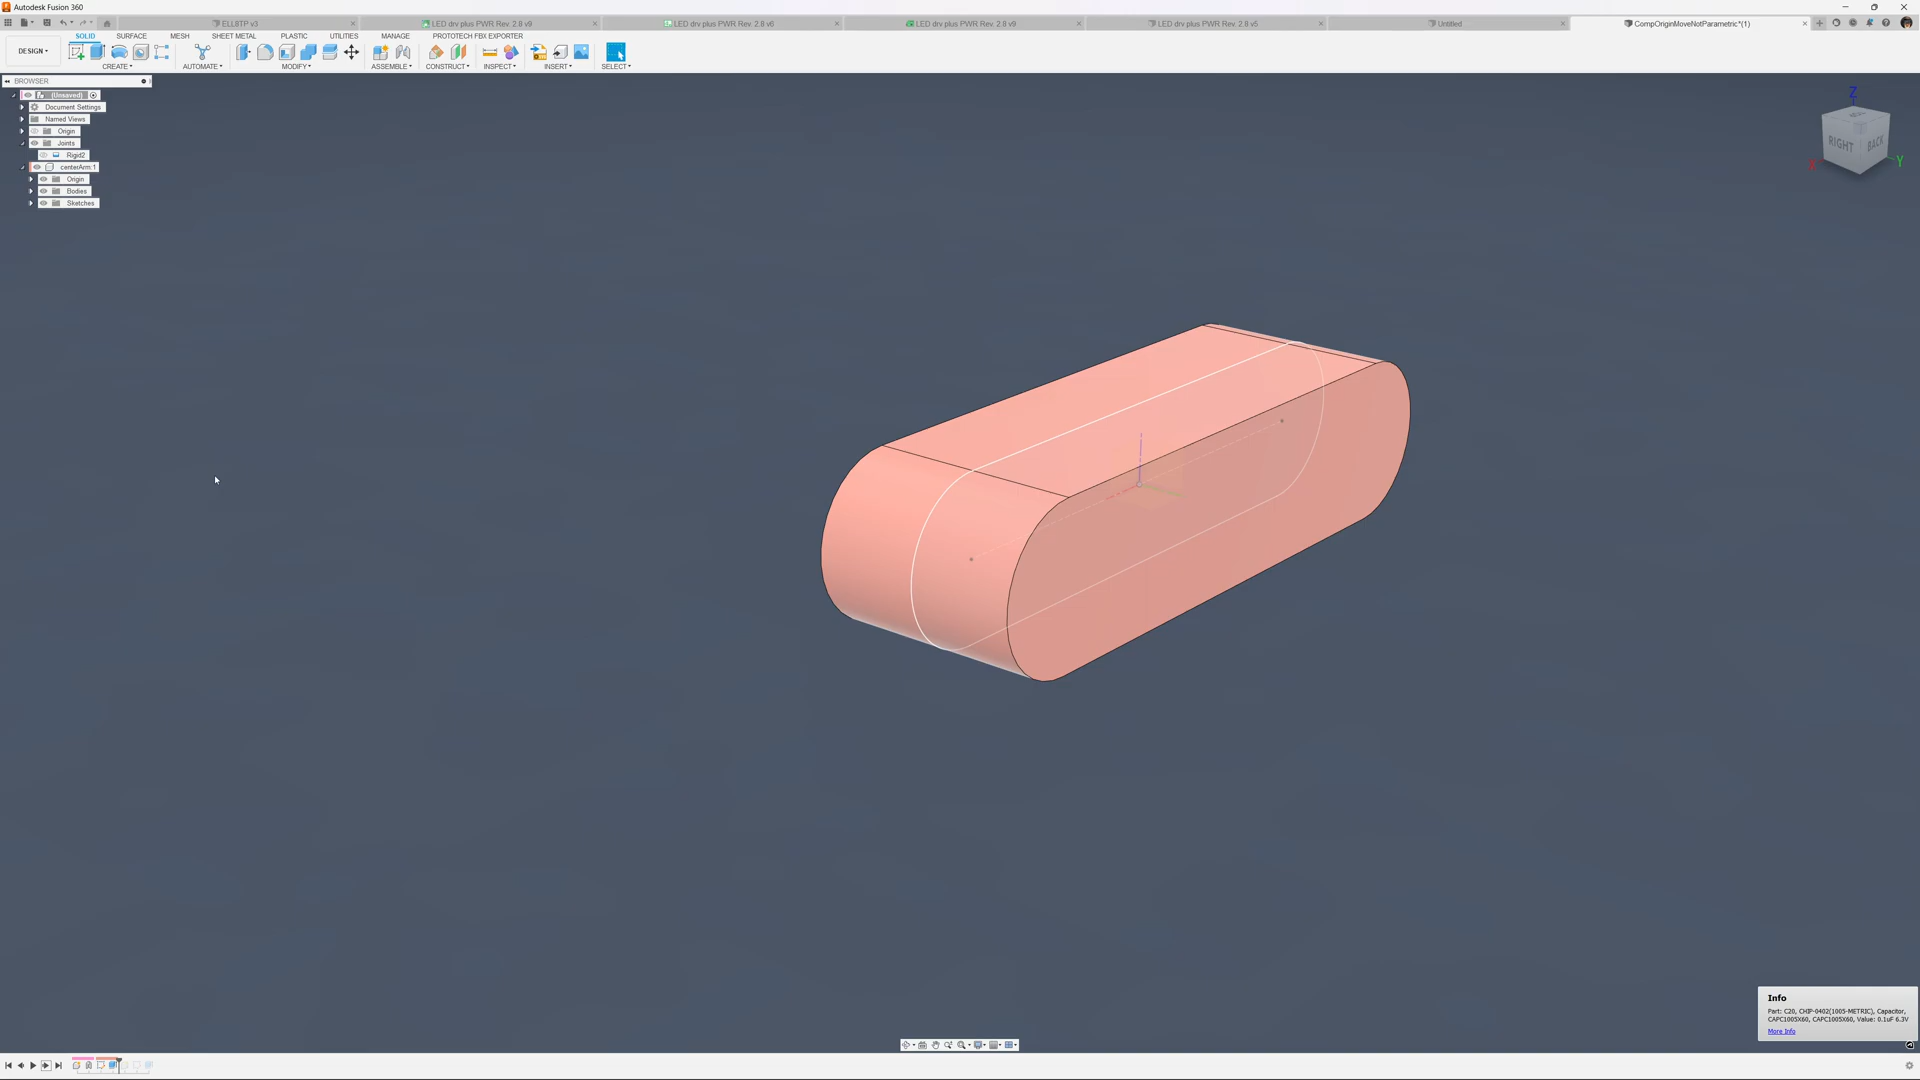 Autodesk Fusion 360
ELL8TP v3
LED drv plus PWR Rev. 2.8 v9
LED drv plus PWR Rev. 2.8 v6
LED drv plus PWR Rev. 2.8 v9
LED drv plus PWR Rev. 2.8 v5
Untitled
CompOriginMoveNotParametric*(1)
DESIGN
SOLID
SURFACE
MESH
SHEET METAL
PLASTIC
UTILITIES
MANAGE
PROTOTECH FBX EXPORTER
CREATE
AUTOMATE
MODIFY
ASSEMBLE
CONSTRUCT
INSPECT
INSERT
SELECT
BROWSER
(Unsaved)
Document Settings
Named Views
Origin
Joints
Rigid2
centerArm:1
Origin
Bodies
Sketches
Z
RIGHT
BACK
X
Y
Info
Part: C20, CHIP-0402(1005-METRIC), Capacitor,
CAPC1005X60, CAPC1005X60, Value: 0.1uF 6.3V
More Info